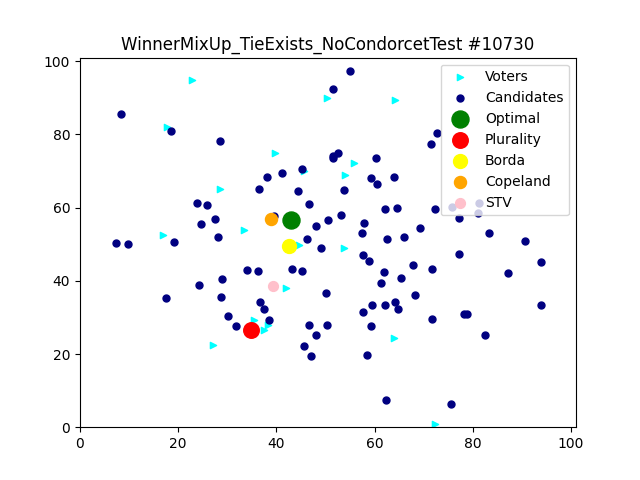 WinnerMixUp_TieExists_NoCondorcetTest #10730
Voters
Candidates
Optimal
Plurality
Borda
Copeland
STV
100
80
60
40
20
0
0 20 40 60 80 100